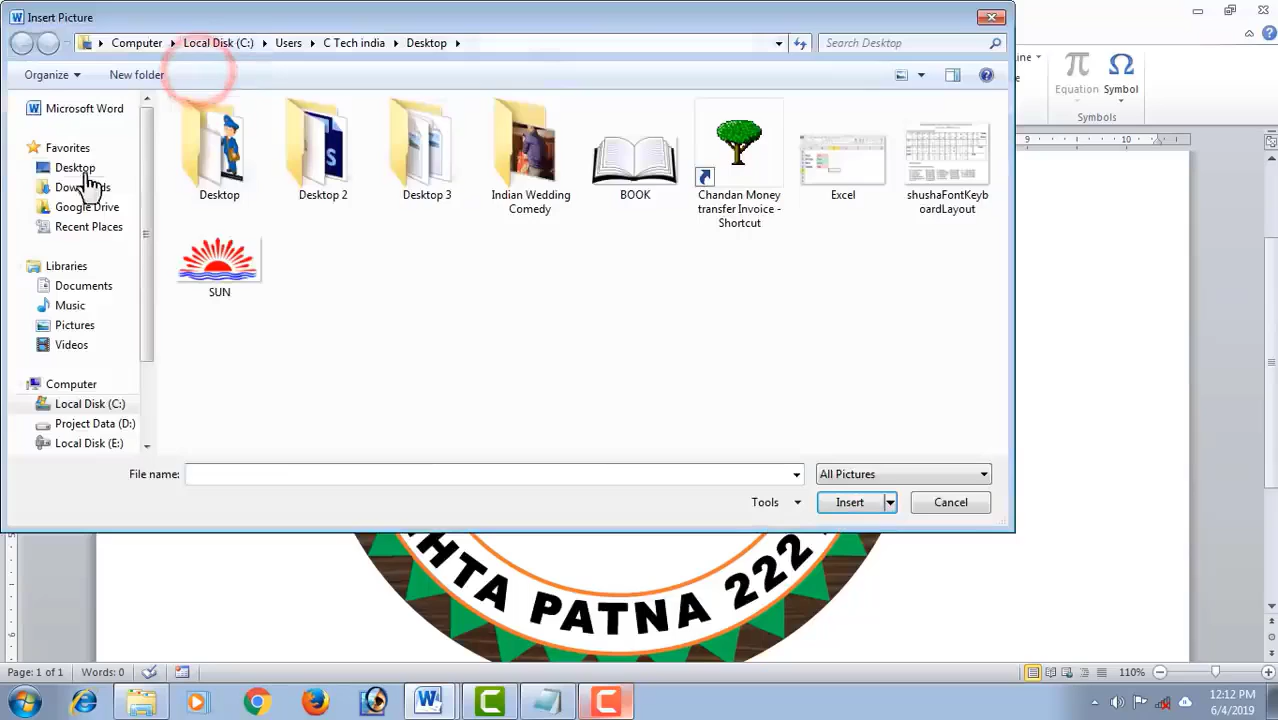 Insert Picture
Computer Local Disk (C:) Users C Tech india Desktop
Search Desktop
Organize New folder
Microsoft Word
Favorites
Desktop
Google Drive
Recent Places
Libraries
Documents
Music
Pictures
Videos
Computer
Local Disk (C:)
Project Data (D:)
Local Disk (E:)
Desktop
Desktop 2
Desktop 3
Indian Wedding
Comedy
BOOK
Chandan Money
transfer Invoice -
Shortcut
Excel
shushaFontKeyb
oardLayout
SUN
File name:
All Pictures
Tools Insert Cancel
Equation Symbol
Symbols
9 10 11
HTA PATNA 222
Page: 1 of 1 Words: 0
110%
12:12 PM
6/4/2019